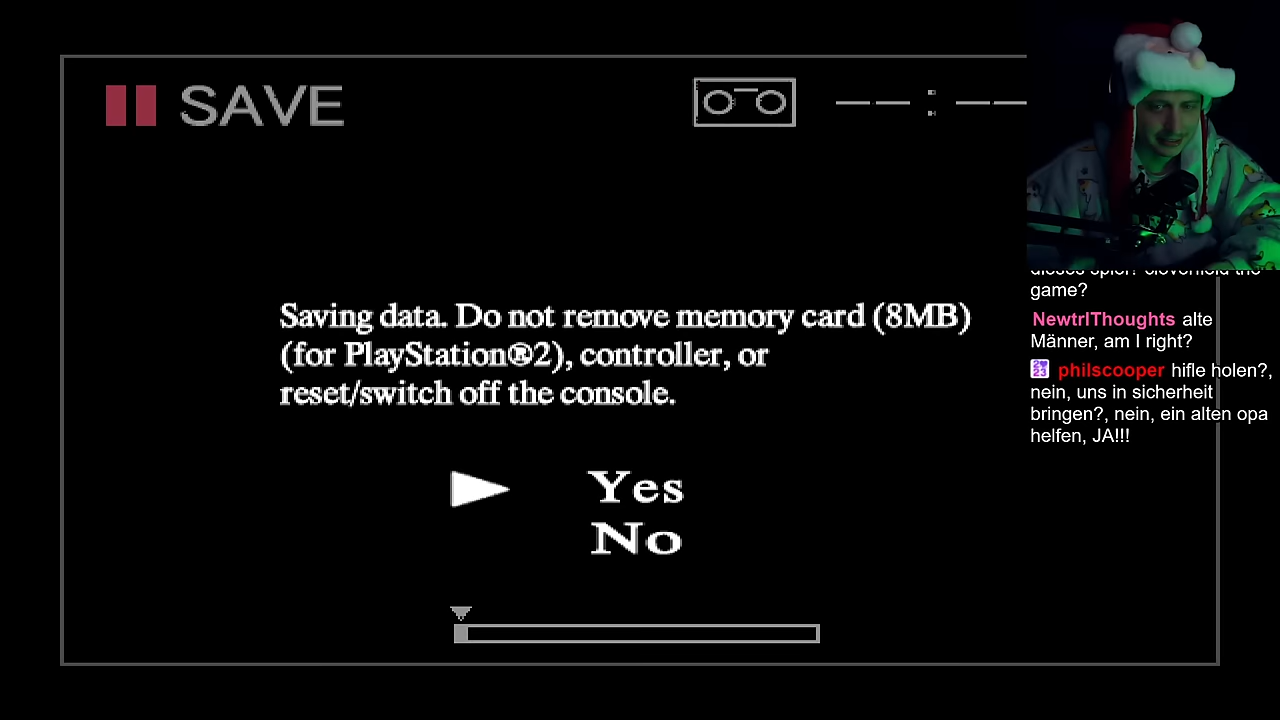 SAVE
-- -- : -- --
Saving data. Do not remove memory card (8MB)
(for PlayStation®2), controller, or
reset/switch off the console.
Yes
No
game?
NewtrlThoughts alte
Männer, am I right?
philscooper hifle holen?,
nein, uns in sicherheit
bringen?, nein, ein alten opa
helfen, JA!!!